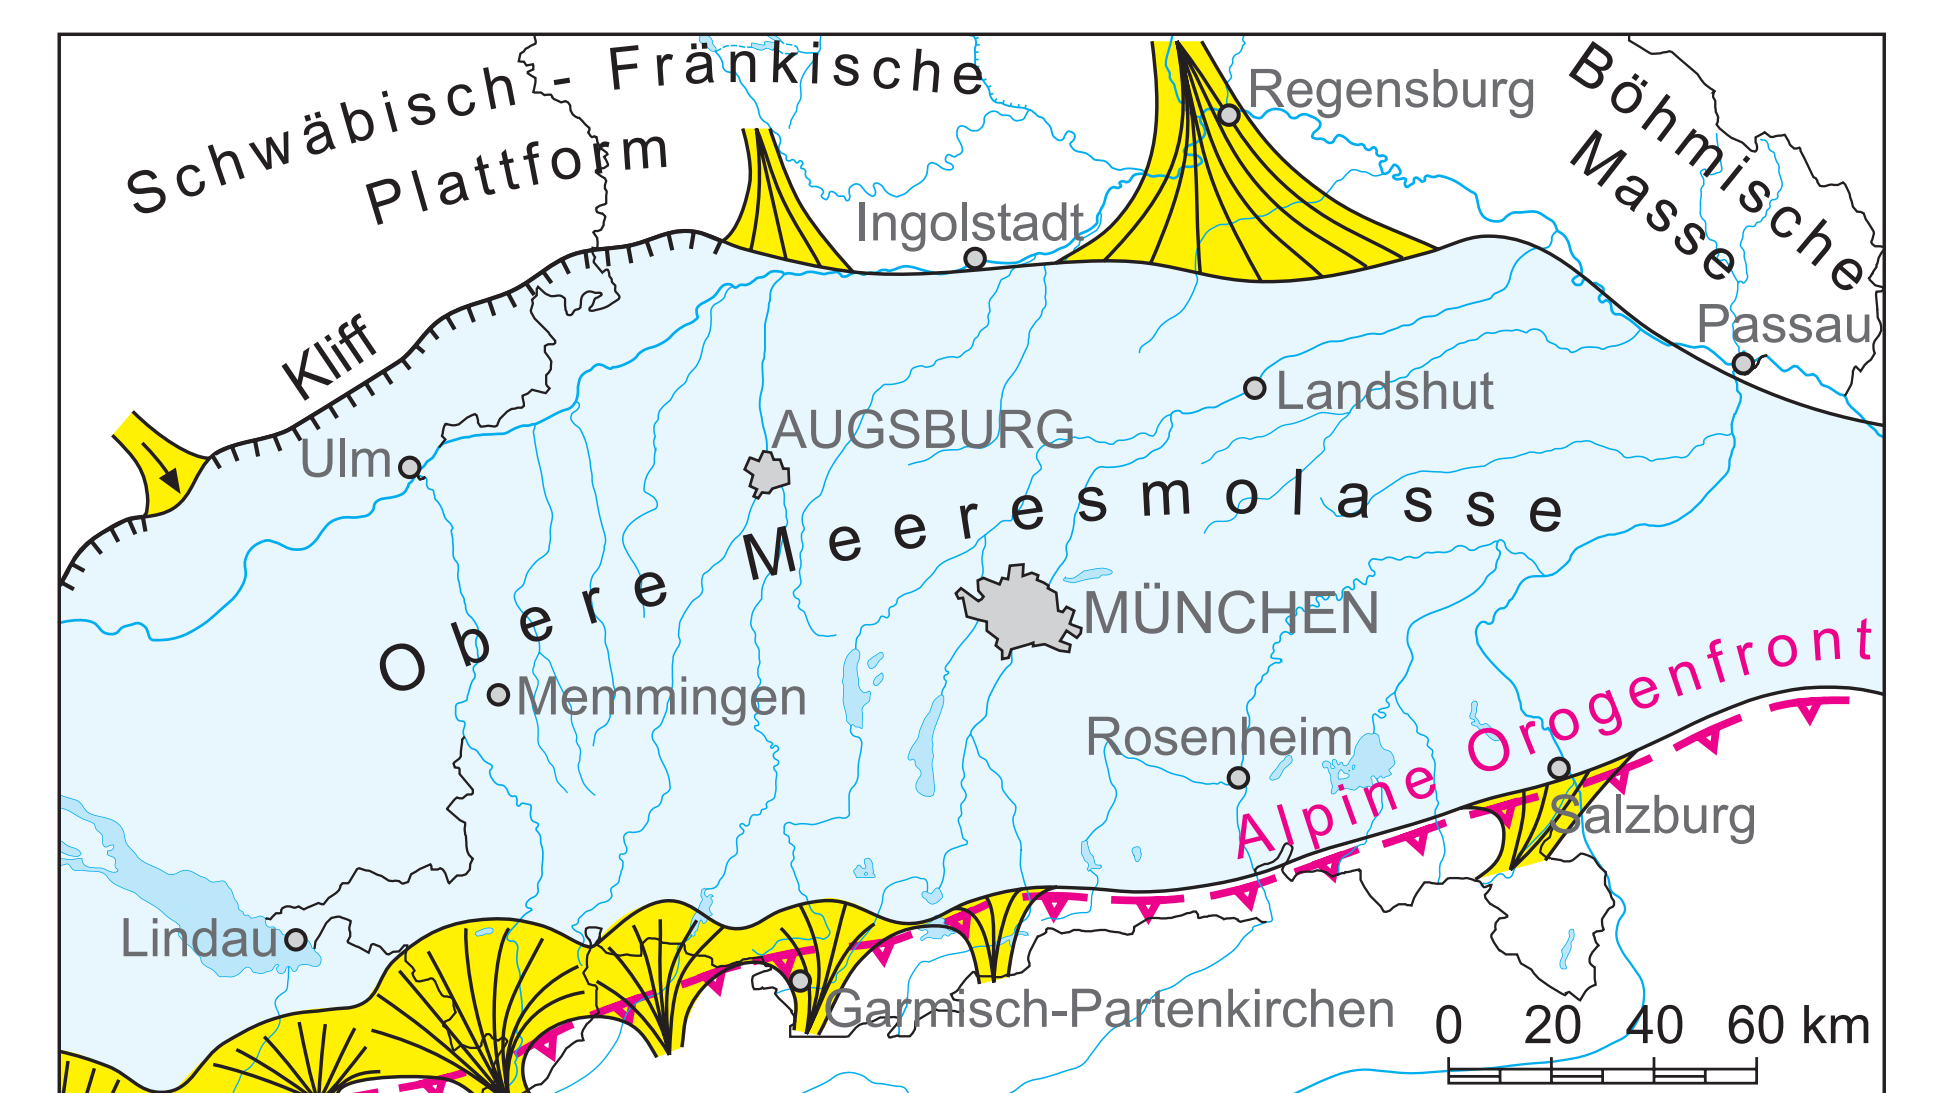 Schwäbisch - Fränkische
Plattform
Böhmische
Masse
Regensburg
Ingolstadt
Passau
Kliff
Landshut
Ulm
AUGSBURG
Obere Meeresmolasse
MÜNCHEN
Memmingen
Rosenheim
Alpine Orogenfront
Salzburg
Lindau
Garmisch-Partenkirchen
0 20 40 60 km